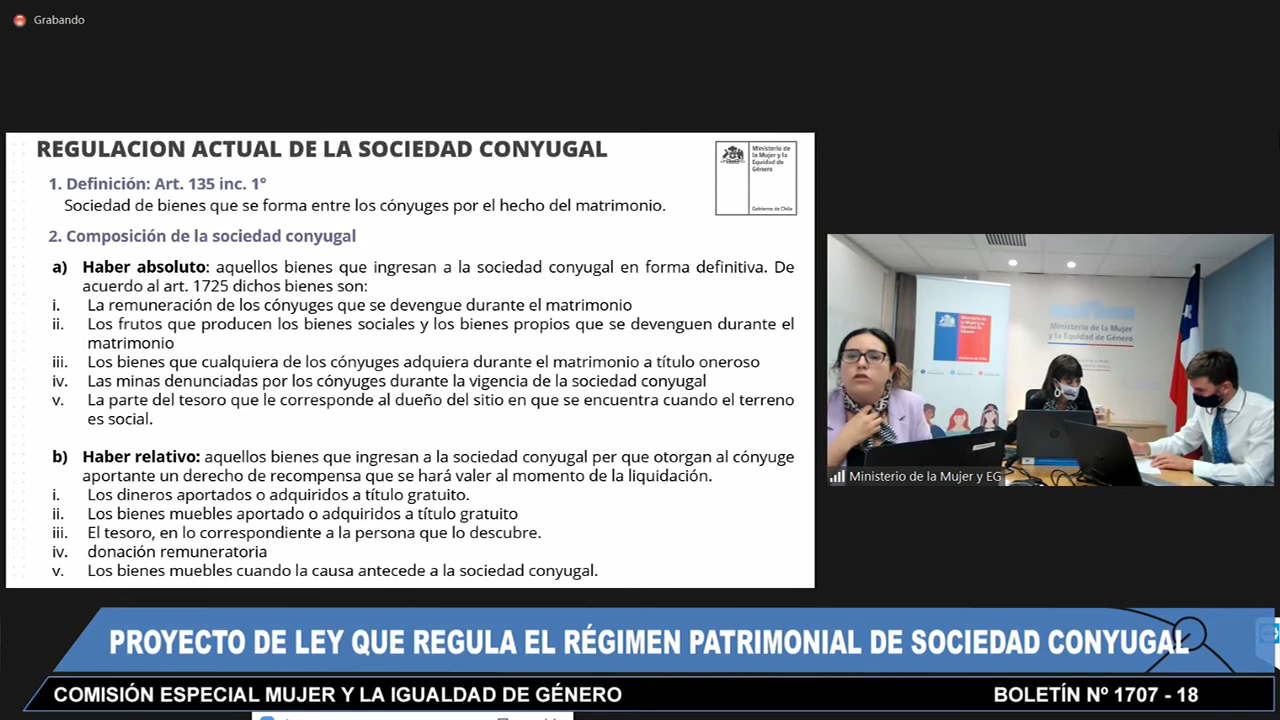 Grabando
REGULACION ACTUAL DE LA SOCIEDAD CONYUGAL
Ministerio de
la Mujer y la
Equidad de
Género
Gobierno de Chile
1. Definición: Art. 135 inc. 1°
Sociedad de bienes que se forma entre los cónyuges por el hecho del matrimonio.
2. Composición de la sociedad conyugal
a) Haber absoluto: aquellos bienes que ingresan a la sociedad conyugal en forma definitiva. De
acuerdo al art. 1725 dichos bienes son:
i. La remuneración de los cónyuges que se devengue durante el matrimonio
ii. Los frutos que producen los bienes sociales y los bienes propios que se devenguen durante el
matrimonio
iii. Los bienes que cualquiera de los cónyuges adquiera durante el matrimonio a título oneroso
iv. Las minas denunciadas por los cónyuges durante la vigencia de la sociedad conyugal
v. La parte del tesoro que le corresponde al dueño del sitio en que se encuentra cuando el terreno
es social.
b) Haber relativo: aquellos bienes que ingresan a la sociedad conyugal per que otorgan al cónyuge
aportante un derecho de recompensa que se hará valer al momento de la liquidación.
i. Los dineros aportados o adquiridos a título gratuito.
ii. Los bienes muebles aportado o adquiridos a título gratuito
iii. El tesoro, en lo correspondiente a la persona que lo descubre.
iv. donación remuneratoria
v. Los bienes muebles cuando la causa antecede a la sociedad conyugal.
Ministerio de la Mujer
y la Equidad de Género
Ministerio de la Mujer y EG
PROYECTO DE LEY QUE REGULA EL RÉGIMEN PATRIMONIAL DE SOCIEDAD CONYUGAL
COMISIÓN ESPECIAL MUJER Y LA IGUALDAD DE GÉNERO
BOLETÍN Nº 1707 - 18